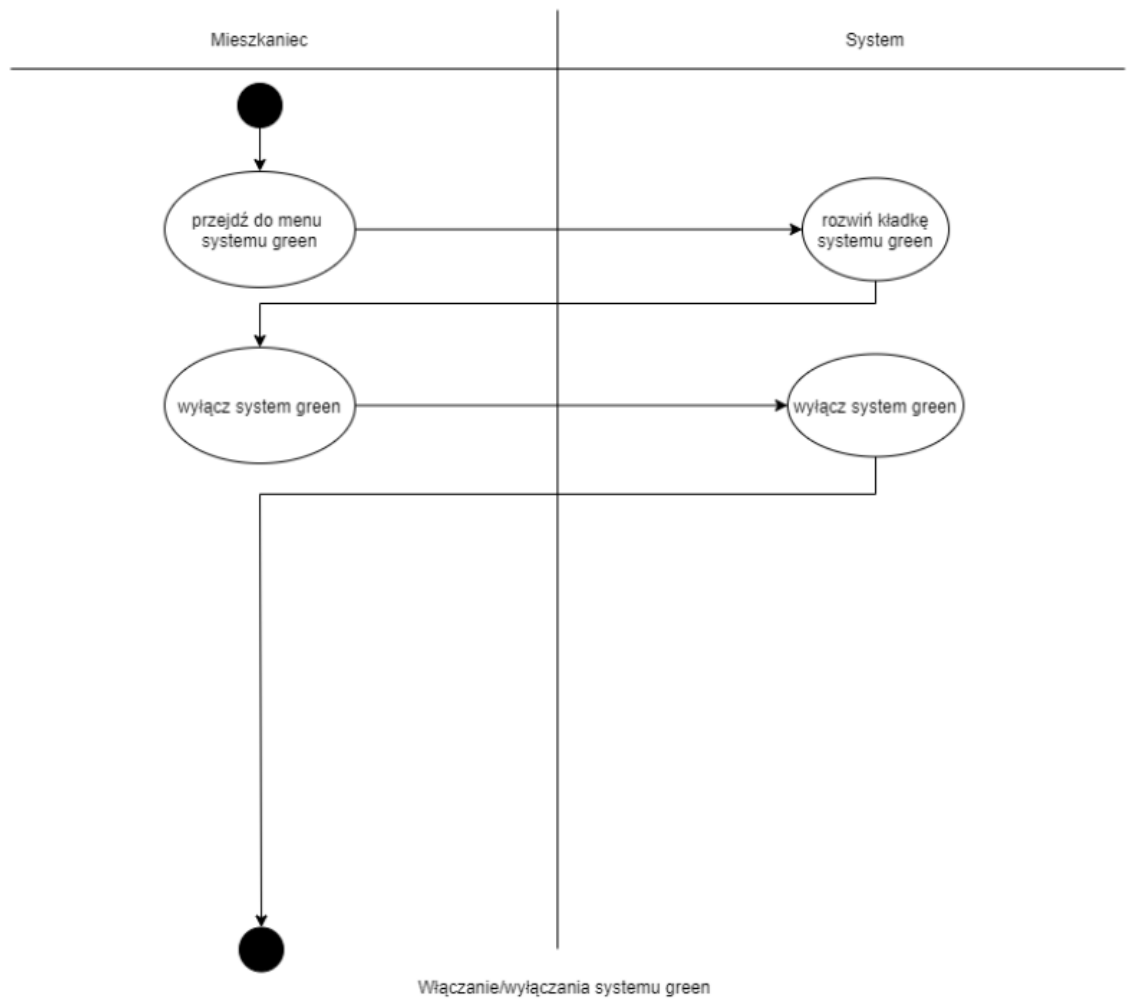 Mieszkaniec
System
przejdź do menu
systemu green
rozwiń kładkę
systemu green
wyłącz system green
wyłącz system green
Włączanie/wyłączania systemu green